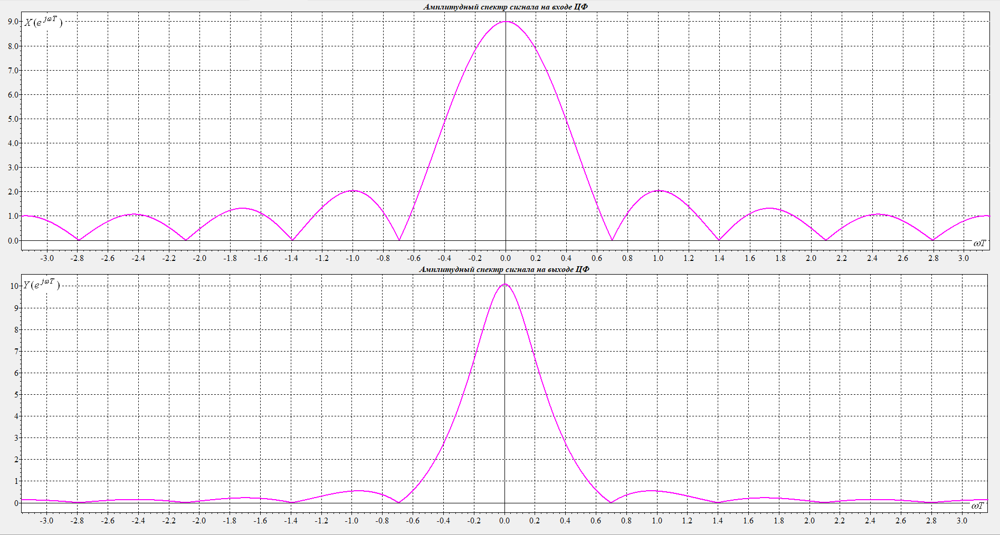 Амплитудный спектр сигнала на входе ЦФ
X(e^{jωT})
9.0
8.0
7.0
6.0
5.0
4.0
3.0
2.0
1.0
0.0
ωT
-3.0 -2.8 -2.6 -2.4 -2.2 -2.0 -1.8 -1.6 -1.4 -1.2 -1.0 -0.8 -0.6 -0.4 -0.2 0.0 0.2 0.4 0.6 0.8 1.0 1.2 1.4 1.6 1.8 2.0 2.2 2.4 2.6 2.8 3.0
Амплитудный спектр сигнала на выходе ЦФ
Y(e^{jωT})
10
9
8
7
6
5
4
3
2
1
0
ωT
-3.0 -2.8 -2.6 -2.4 -2.2 -2.0 -1.8 -1.6 -1.4 -1.2 -1.0 -0.8 -0.6 -0.4 -0.2 0.0 0.2 0.4 0.6 0.8 1.0 1.2 1.4 1.6 1.8 2.0 2.2 2.4 2.6 2.8 3.0